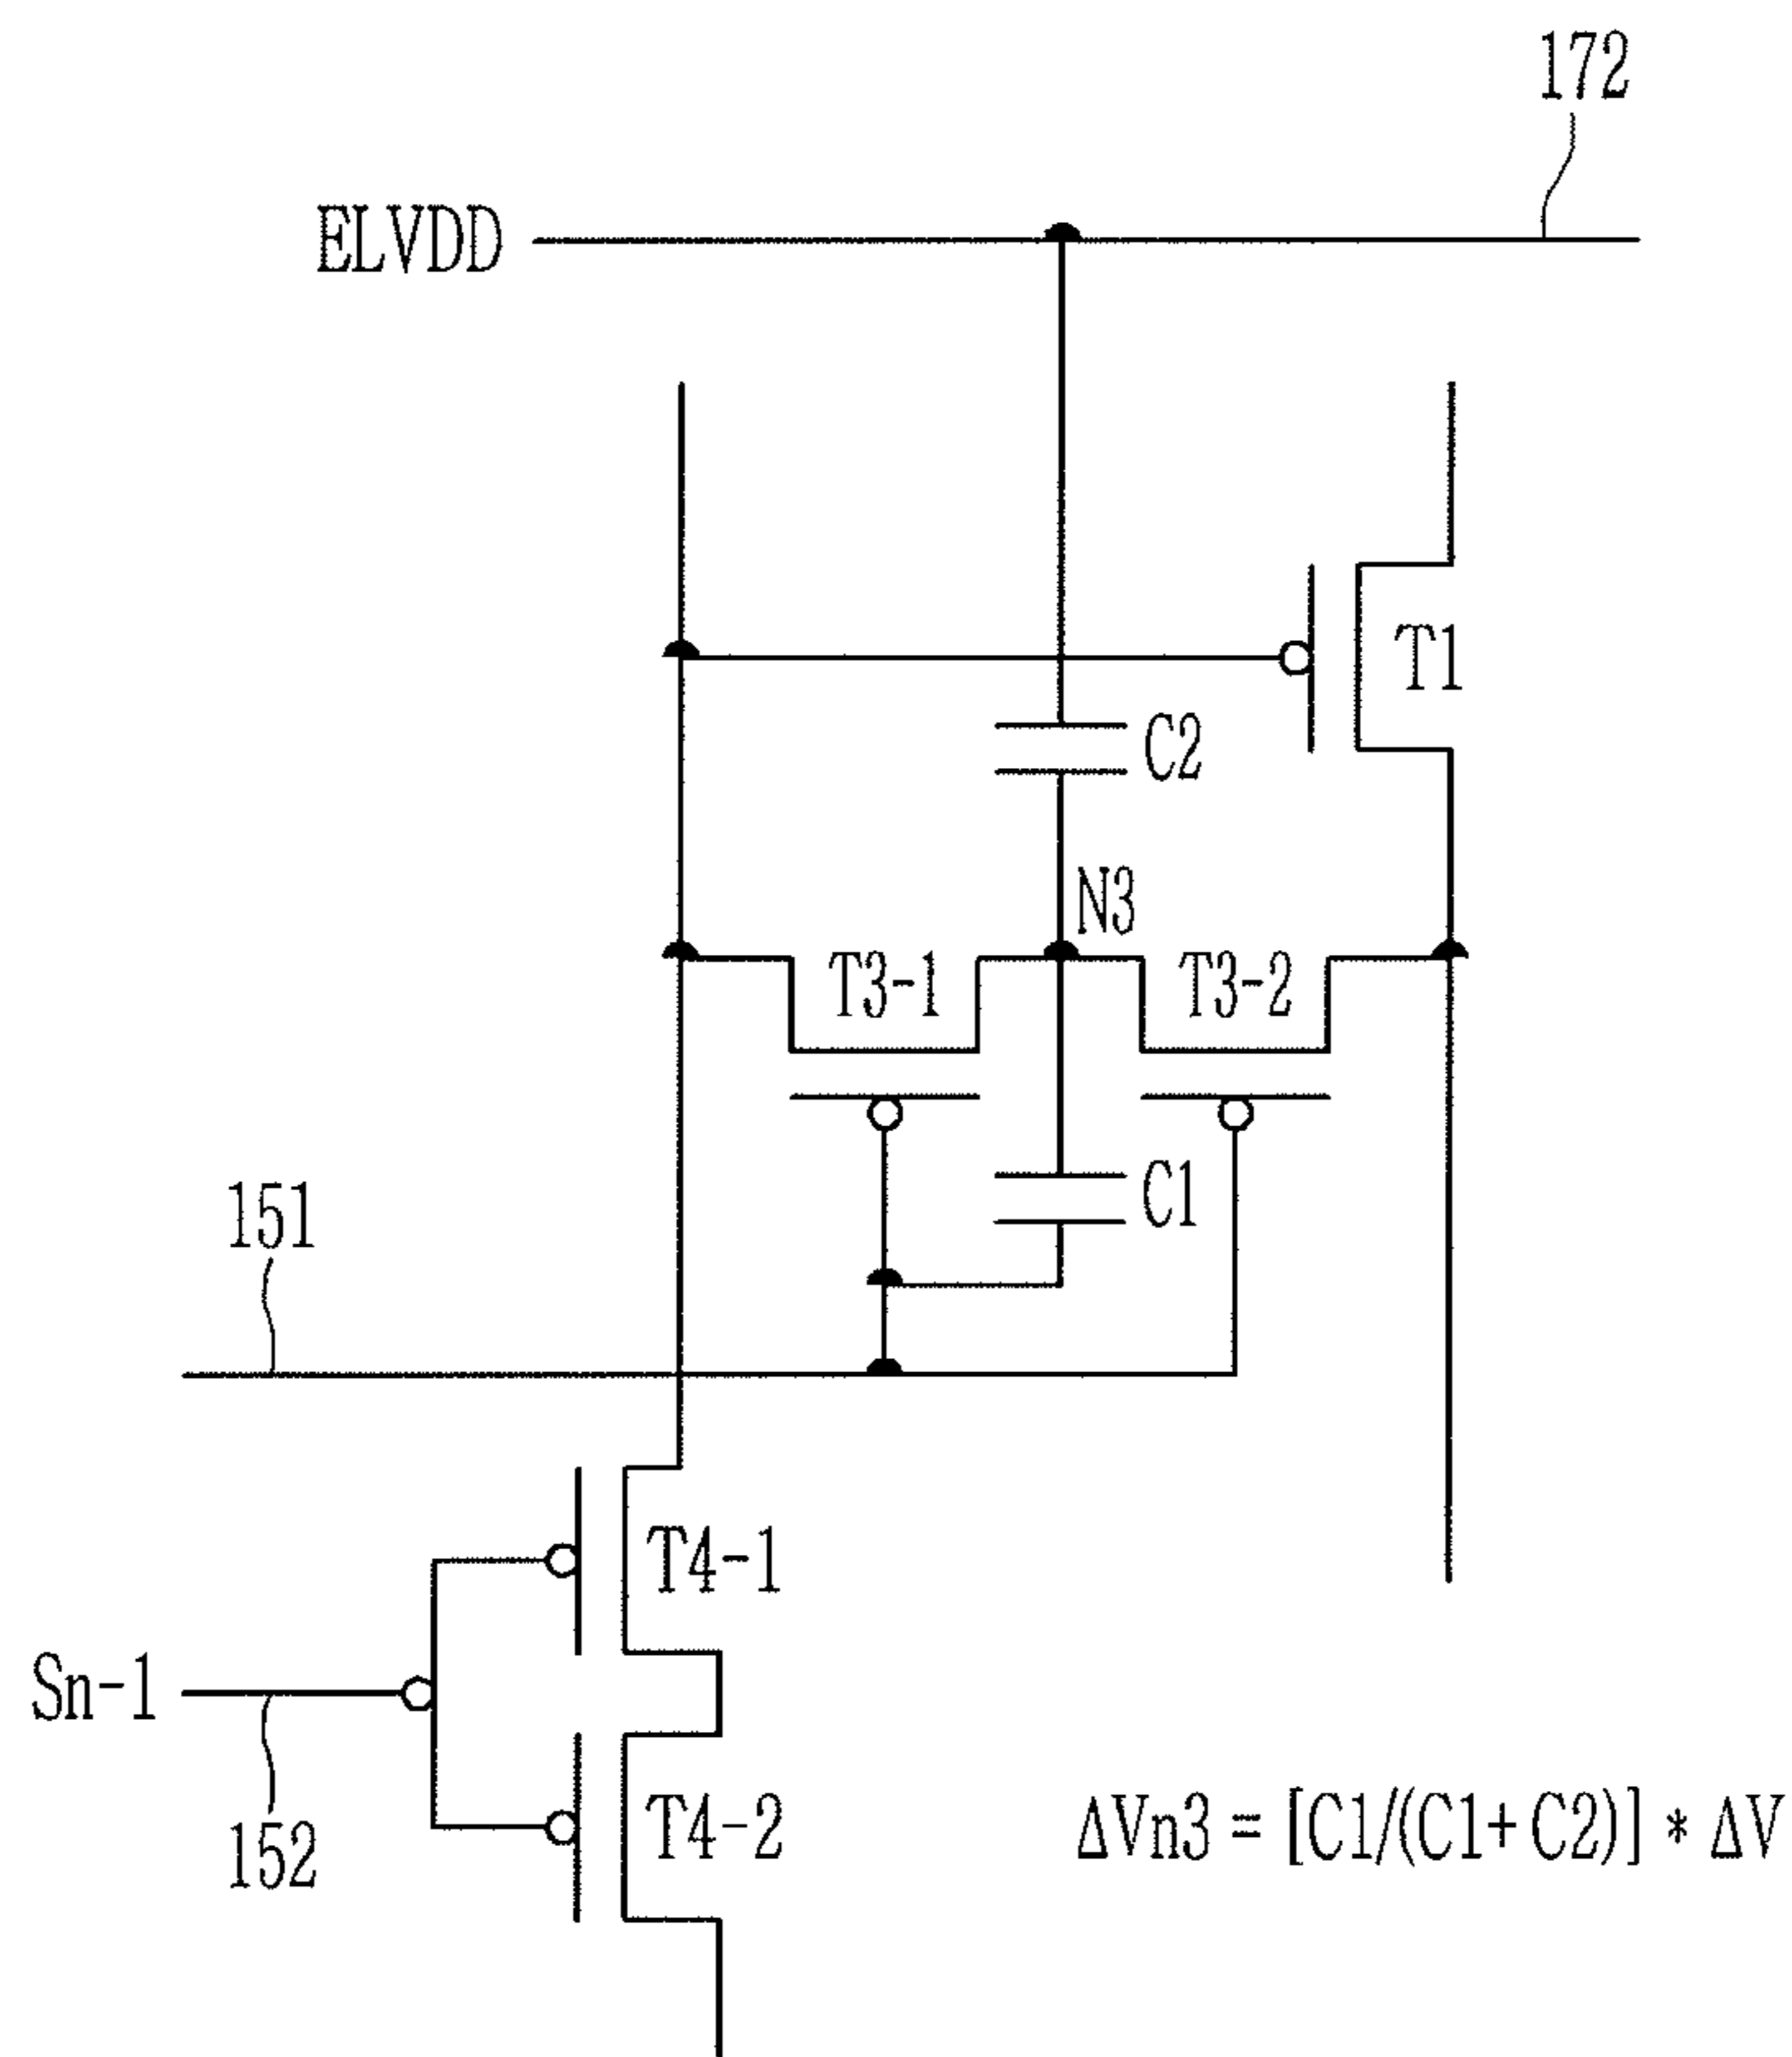 172
ELVDD
T1
C2
N3
T3-1
T3-2
C1
151
T4-1
Sn-1
T4-2
152
ΔVn3 = [C1/(C1+C2)] * ΔV